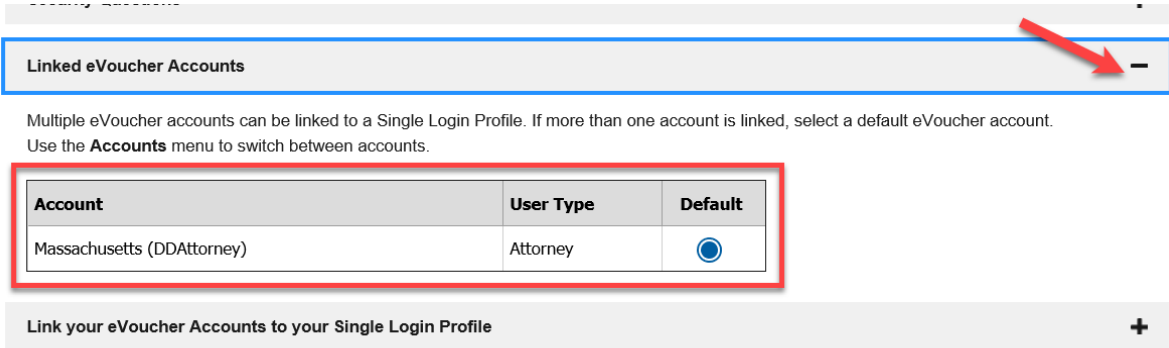 Linked eVoucher Accounts
Multiple eVoucher accounts can be linked to a Single Login Profile. If more than one account is linked, select a default eVoucher account.
Use the Accounts menu to switch between accounts.
Account User Type Default
Massachusetts (DDAttorney) Attorney
Link your eVoucher Accounts to your Single Login Profile